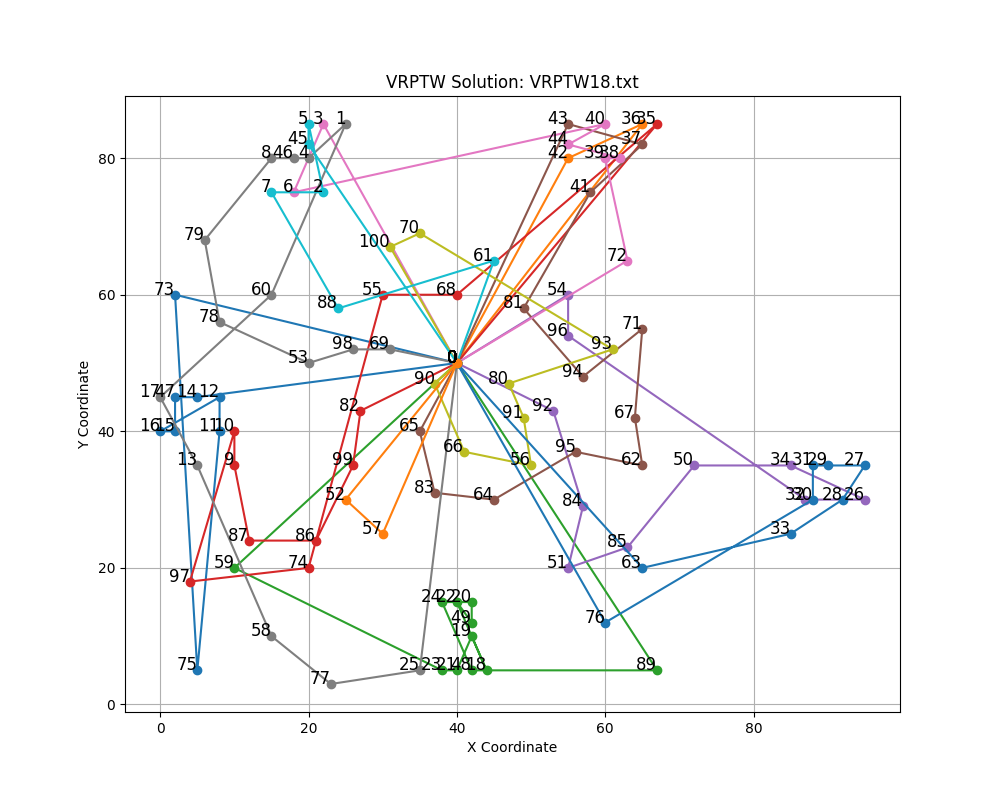 VRPTW Solution: VRPTW18.txt
5 3 1 43 40 36 35
45 44 37
8 46 4 42 39 38
7 6 2 41
79 100 70
61 72
73 60 88 55 68 81 54
78 96 71
53 98 69 0 93
90 80 94
17 47 14 12 82 91 92 67
16 15 11 10 65 66 95
13 9 99 56 62 50 34 31 29 27
52 83 64 84 32 30 28 26
87 86 57 85 33
59 74 51 63
97 24 22 20 76
58 49
19
75 77 25 23 21 48 18 89
80
60
40
20
0
Y Coordinate
0 20 40 60 80
X Coordinate